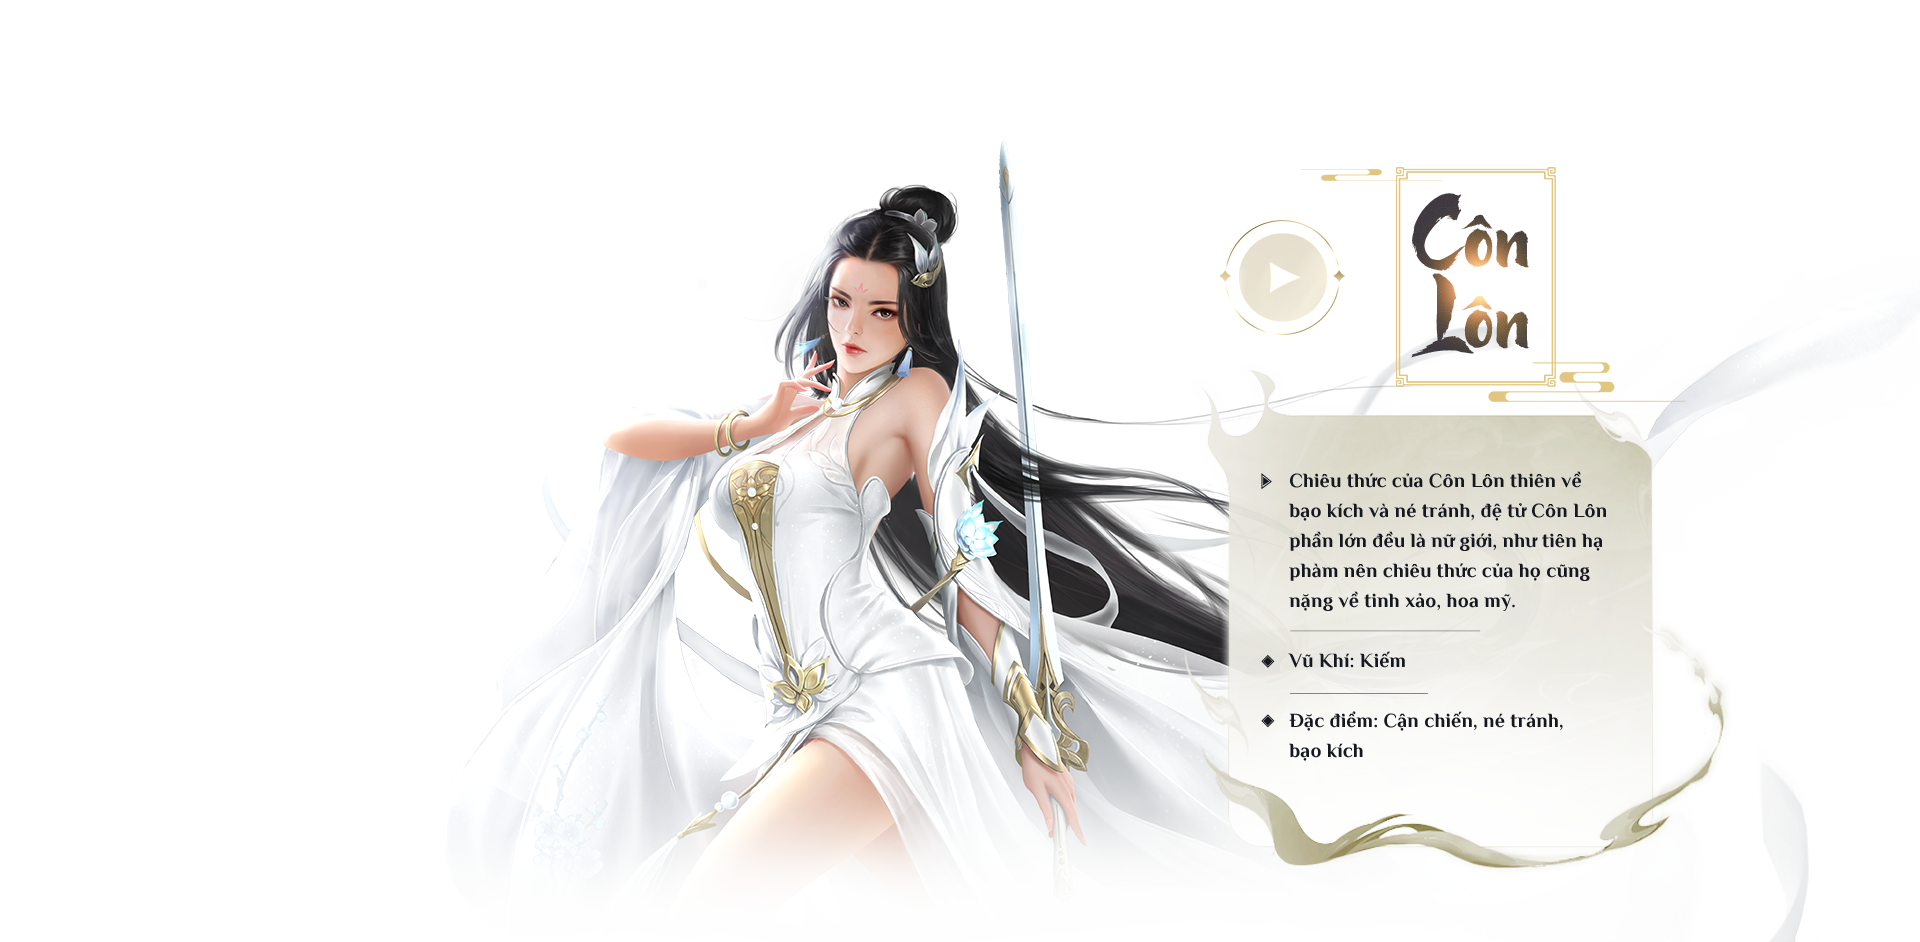 Côn
Lôn
Chiêu thức của Côn Lôn thiên về
bạo kích và né tránh, đệ tử Côn Lôn
phần lớn đều là nữ giới, như tiên hạ
phàm nên chiêu thức của họ cũng
nặng về tinh xảo, hoa mỹ.
Vũ Khí: Kiếm
Đặc điểm: Cận chiến, né tránh,
bạo kích